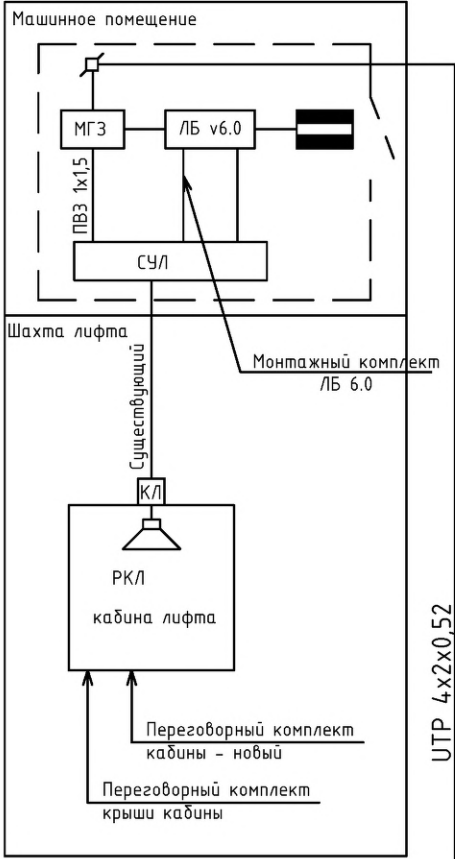 Машинное помещение
МГЗ
ЛБ v6.0
ПВЗ 1x1,5
СУЛ
Шахта лифта
Существующий
Монтажный комплект
ЛБ 6.0
КЛ
РКЛ
кабина лифта
UTP 4x2x0,52
Переговорный комплект
кабины – новый
Переговорный комплект
крыши кабины